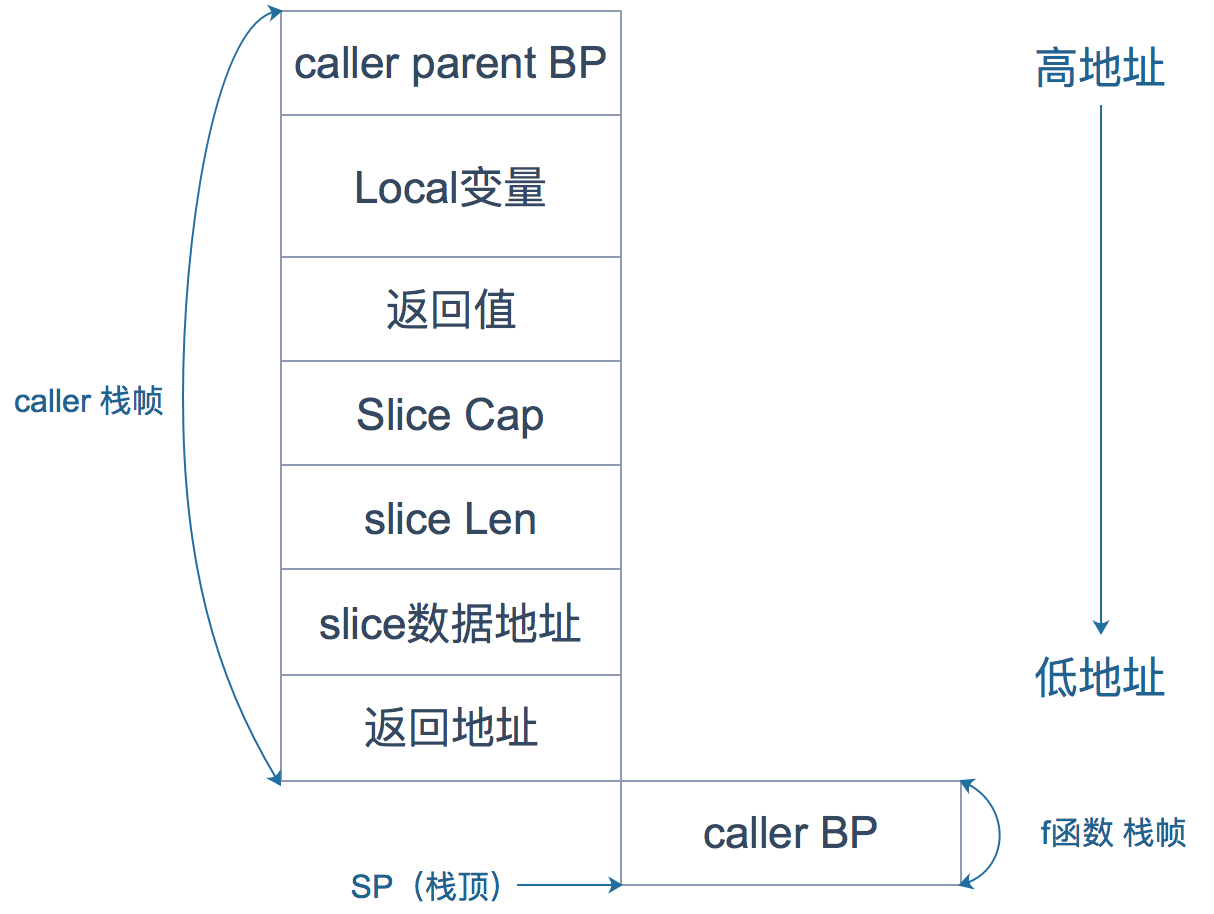 caller parent BP
高地址
Local变量
返回值
caller 栈帧
Slice Cap
slice Len
slice数据地址
低地址
返回地址
caller BP
f函数 栈帧
SP（栈顶）